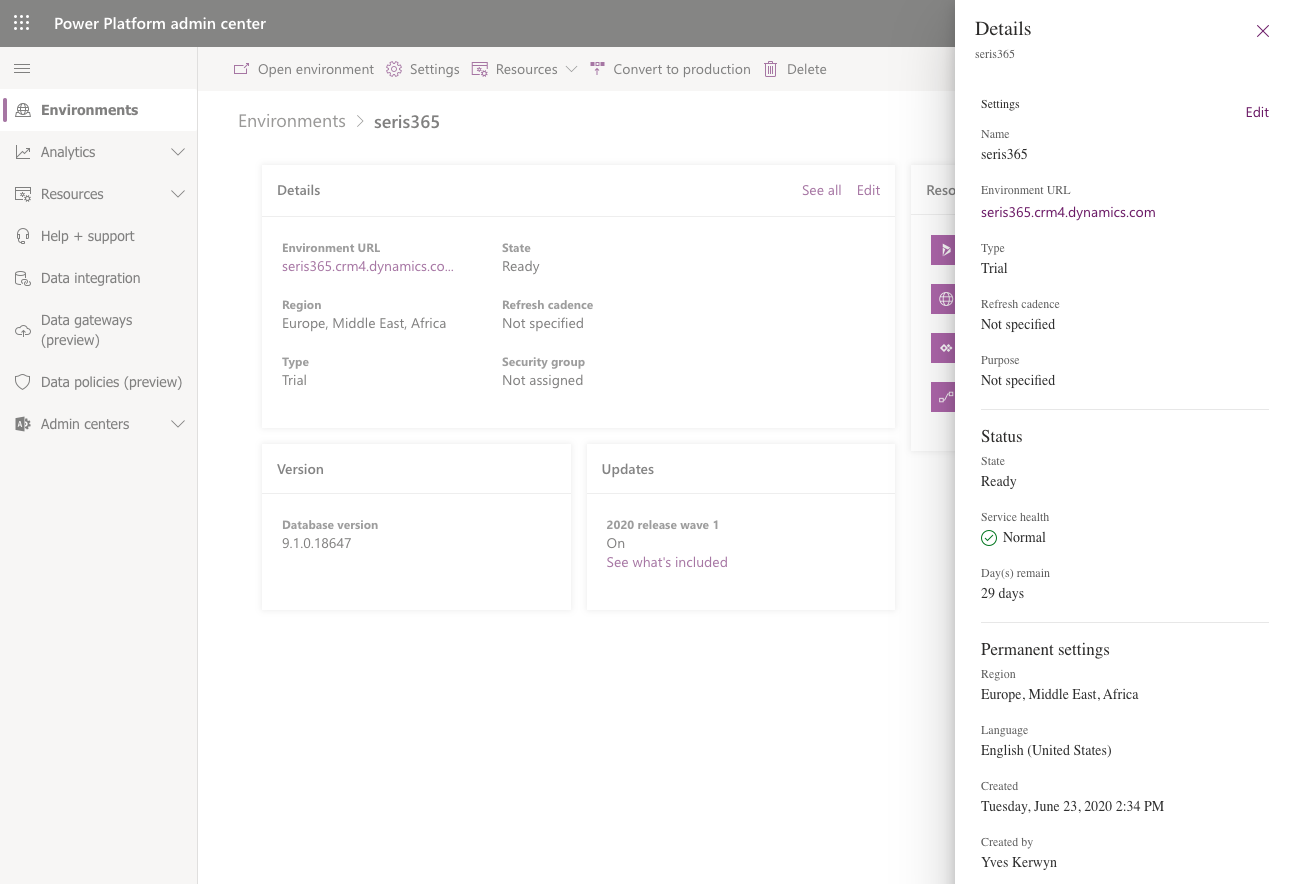 Power Platform admin center
Environments
Analytics
Resources
Help + support
Data integration
Data gateways
(preview)
Data policies (preview)
Admin centers
Open environment
Settings
Resources
Convert to production
Delete
Environments > seris365
Details
See all
Edit
Environment URL
seris365.crm4.dynamics.co...
State
Ready
Region
Europe, Middle East, Africa
Refresh cadence
Not specified
Type
Trial
Security group
Not assigned
Reso
Version
Database version
9.1.0.18647
Updates
2020 release wave 1
On
See what's included
Details
seris365
Settings
Edit
Name
seris365
Environment URL
seris365.crm4.dynamics.com
Type
Trial
Refresh cadence
Not specified
Purpose
Not specified
Status
State
Ready
Service health
Normal
Day(s) remain
29 days
Permanent settings
Region
Europe, Middle East, Africa
Language
English (United States)
Created
Tuesday, June 23, 2020 2:34 PM
Created by
Yves Kerwyn